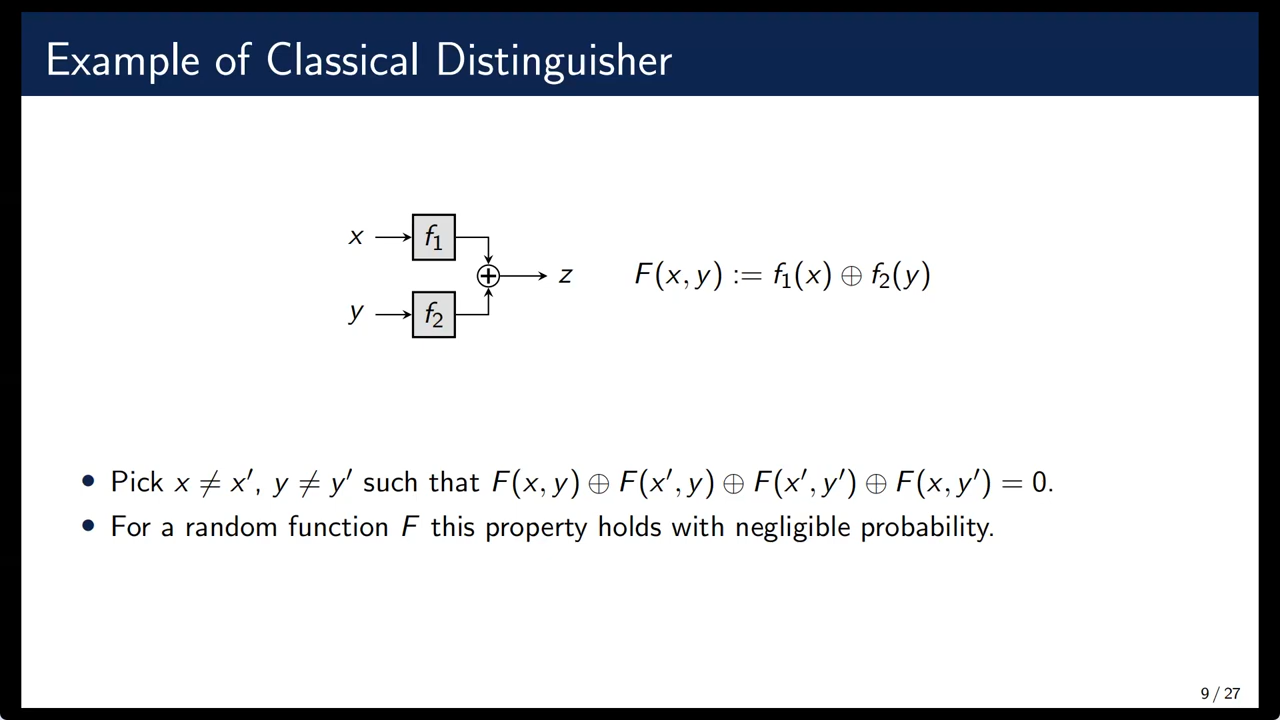 Example of Classical Distinguisher
x
f₁
y
f₂
⊕
z
F(x, y) := f₁(x) ⊕ f₂(y)
• Pick x ≠ x′, y ≠ y′ such that F(x, y) ⊕ F(x′, y) ⊕ F(x′, y′) ⊕ F(x, y′) = 0.
• For a random function F this property holds with negligible probability.
9 / 27